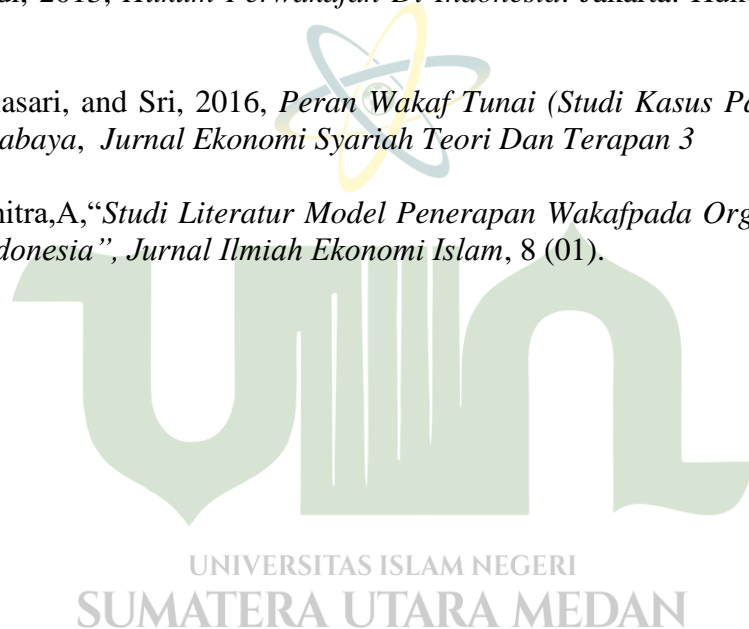 2015, Hukum Perwakafan Di Indonesia. Jakarta:
asari, and Sri, 2016, Peran Wakaf Tunai (Studi Kasus Pa
abaya, Jurnal Ekonomi Syariah Teori Dan Terapan 3
nitra,A,“Studi Literatur Model Penerapan Wakafpada Org
donesia”, Jurnal Ilmiah Ekonomi Islam, 8 (01).
UNIVERSITAS ISLAM NEGERI
SUMATERA UTARA MEDAN